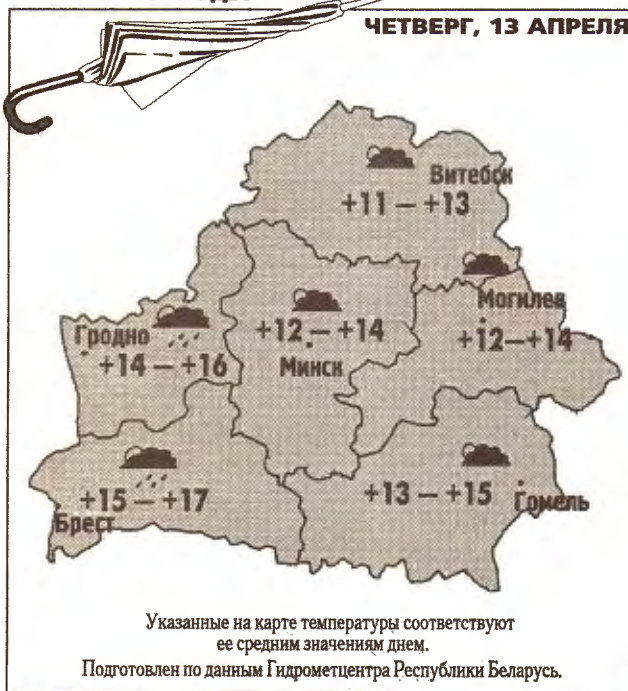 ЧЕТВЕРГ, 13 АПРЕЛЯ
Витебск
+11 – +13
Могилев
+12–+14
Гродно
+14 – +16
+12 – +14
Минск
+15 – +17
Брест
+13 – +15
Гомель
Указанные на карте температуры соответствуют
ее средним значениям днем.
Подготовлен по данным Гидрометцентра Республики Беларусь.